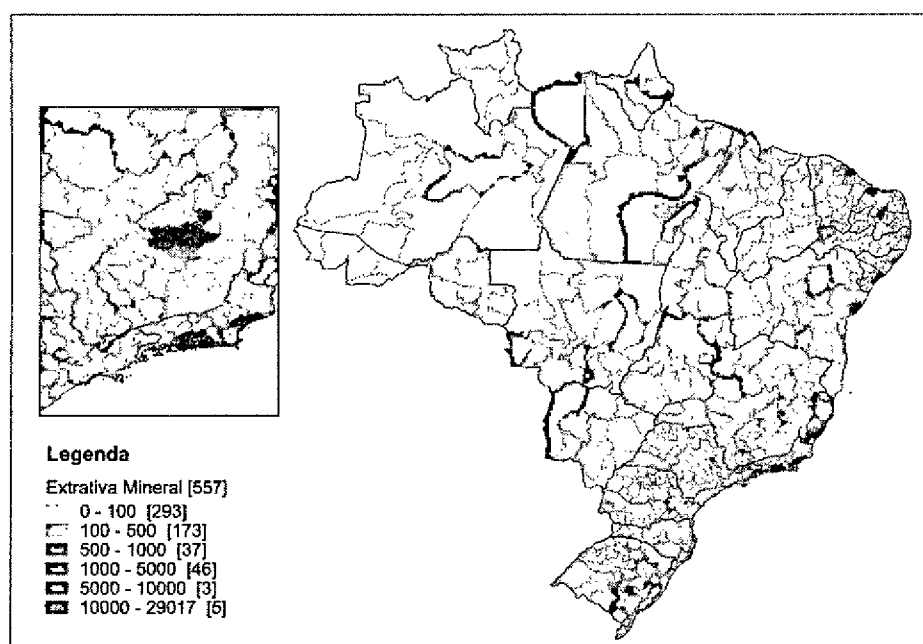 Legenda
Extrativa Mineral [557]
0 - 100 [293]
100 - 500 [173]
500 - 1000 [37]
1000 - 5000 [46]
5000 - 10000 [3]
10000 - 29017 [5]